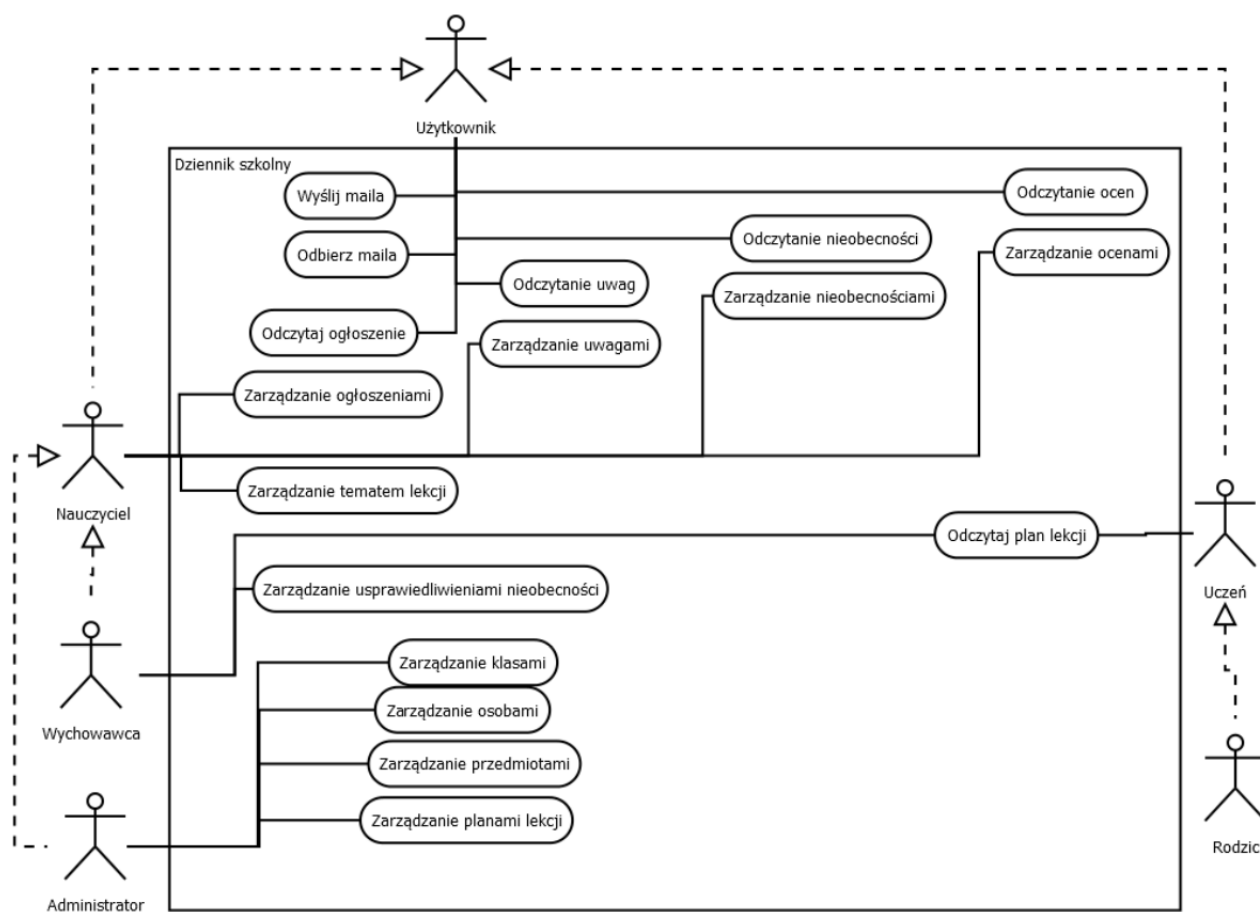 Użytkownik
Dziennik szkolny
Wyślij maila
Odczytanie ocen
Odczytanie nieobecności
Odbierz maila
Zarządzanie ocenami
Odczytanie uwag
Zarządzanie nieobecnościami
Odczytaj ogłoszenie
Zarządzanie uwagami
Zarządzanie ogłoszeniami
Zarządzanie tematem lekcji
Nauczyciel
Odczytaj plan lekcji
Zarządzanie usprawiedliwieniami nieobecności
Uczeń
Zarządzanie klasami
Zarządzanie osobami
Wychowawca
Zarządzanie przedmiotami
Zarządzanie planami lekcji
Rodzic
Administrator